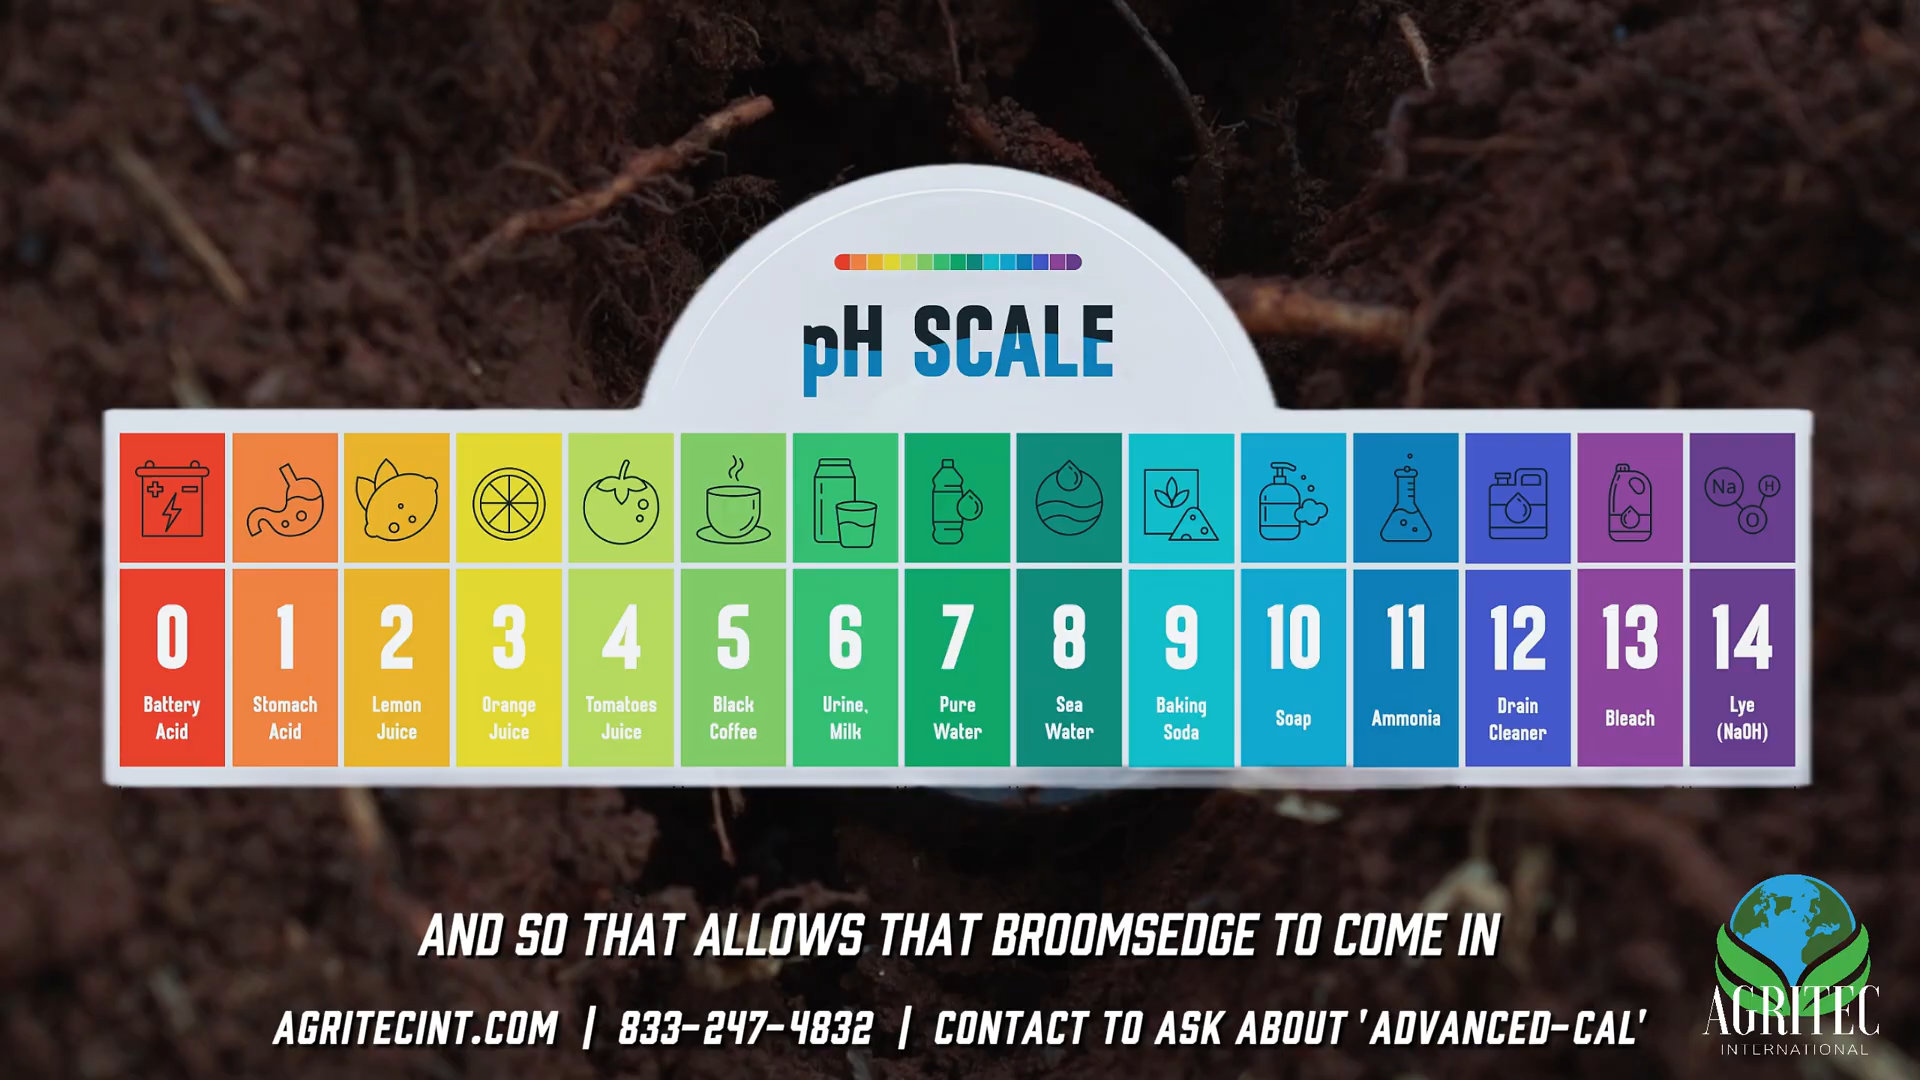 pH SCALE
+ -
Na H
O
0 1 2 3 4 5 6 7 8 9 10 11 12 13 14
Battery Acid
Stomach Acid
Lemon Juice
Orange Juice
Tomatoes Juice
Black Coffee
Urine, Milk
Pure Water
Sea Water
Baking Soda
Soap
Ammonia
Drain Cleaner
Bleach
Lye (NaOH)
AND SO THAT ALLOWS THAT BROOMSEDGE TO COME IN
AGRITECINT.COM | 833-247-4832 | CONTACT TO ASK ABOUT 'ADVANCED-CAL'
AGRITEC
INTERNATIONAL